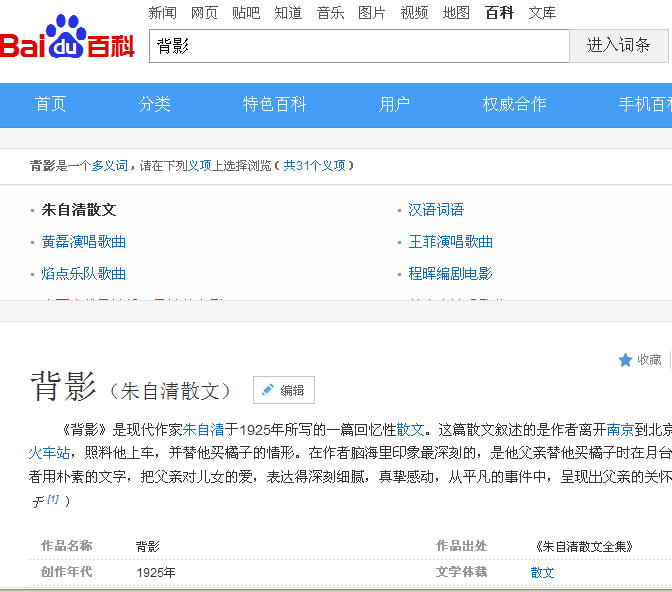 新闻 网页 贴吧 知道 音乐 图片 视频 地图 百科 文库
Bai du 百科 背影 进入词条
首页 分类 特色百科 用户 权威合作 手机百
背影是一个多义词，请在下列义项上选择浏览（共31个义项）
▪ 朱自清散文 ▪ 汉语词语
▪ 黄磊演唱歌曲 ▪ 王菲演唱歌曲
▪ 焰点乐队歌曲 ▪ 程晖编剧电影
收藏
背影（朱自清散文） 编辑
《背影》是现代作家朱自清于1925年所写的一篇回忆性散文。这篇散文叙述的是作者离开南京到北京
火车站，照料他上车，并替他买橘子的情形。在作者脑海里印象最深刻的，是他父亲替他买橘子时在月台
者用朴素的文字，把父亲对儿女的爱，表达得深刻细腻，真挚感动，从平凡的事件中，呈现出父亲的关怀
于 [1] ）
作品名称 背影 作品出处 《朱自清散文全集》
创作年代 1925年 文学体裁 散文